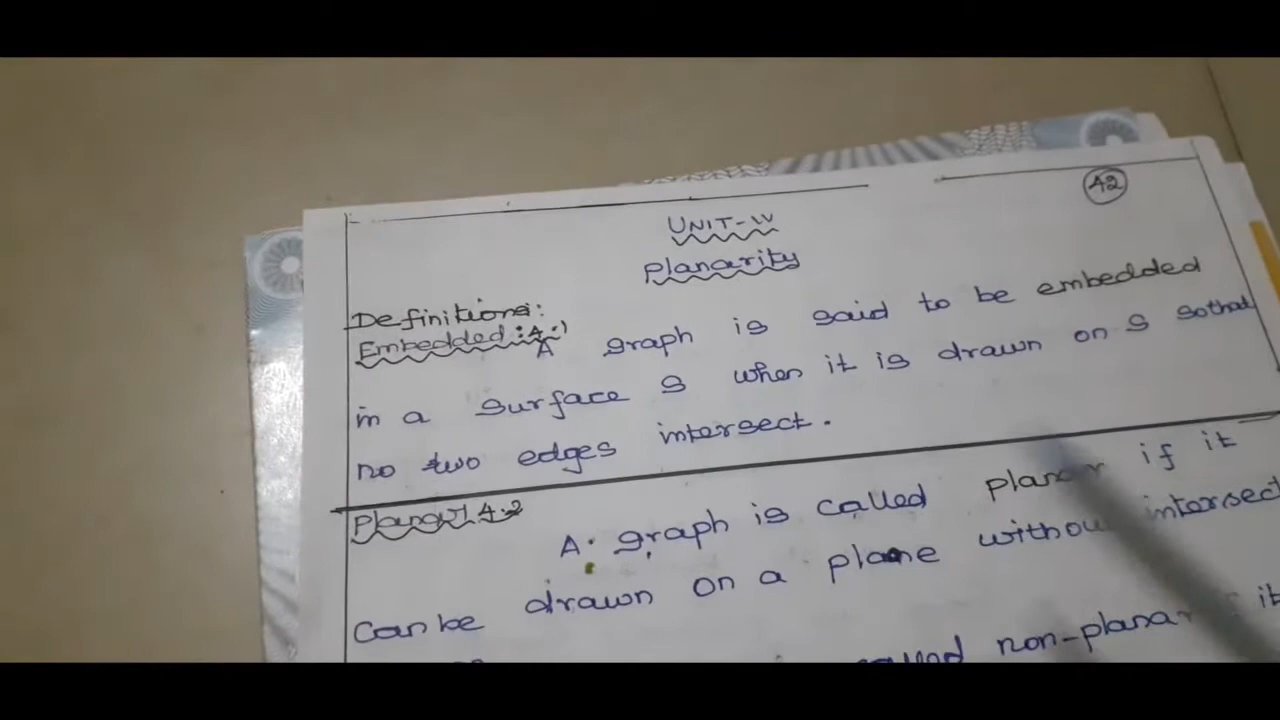 42
UNIT-IV
Planarity
Definitions:
Embedded: 4.1
A graph is said to be embedded
in a surface S when it is drawn on S so that
no two edges intersect.
Planar 4.2
A graph is called planar if it
can be drawn on a plane without intersect
called non-planar it